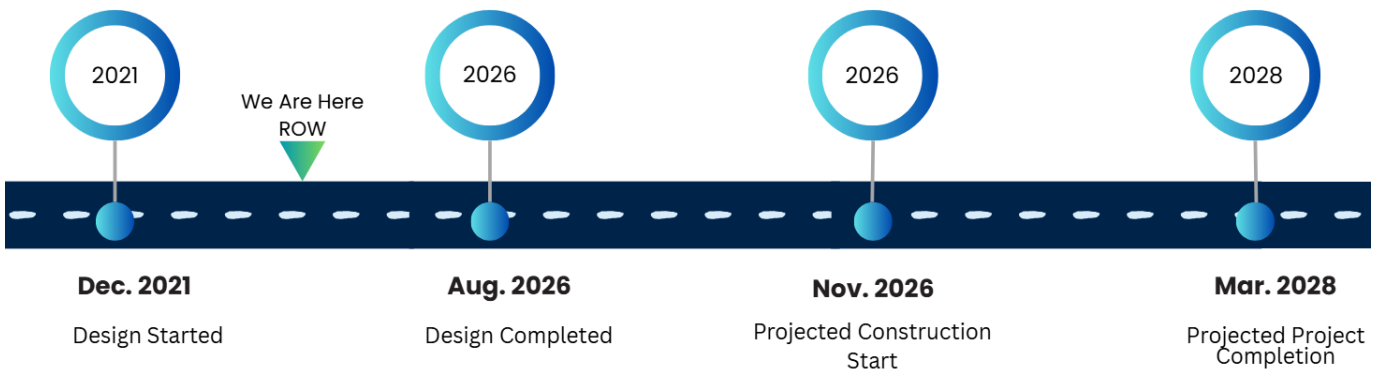 2021
We Are Here
ROW
2026
2026
2028
Dec. 2021
Design Started
Aug. 2026
Design Completed
Nov. 2026
Projected Construction
Start
Mar. 2028
Projected Project
Completion